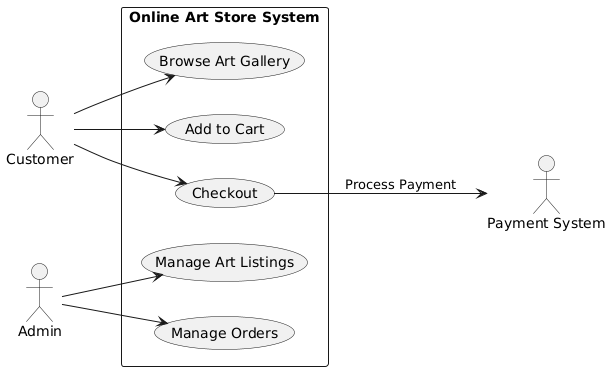 Online Art Store System
Browse Art Gallery
Customer
Add to Cart
Checkout
Process Payment
Payment System
Manage Art Listings
Admin
Manage Orders